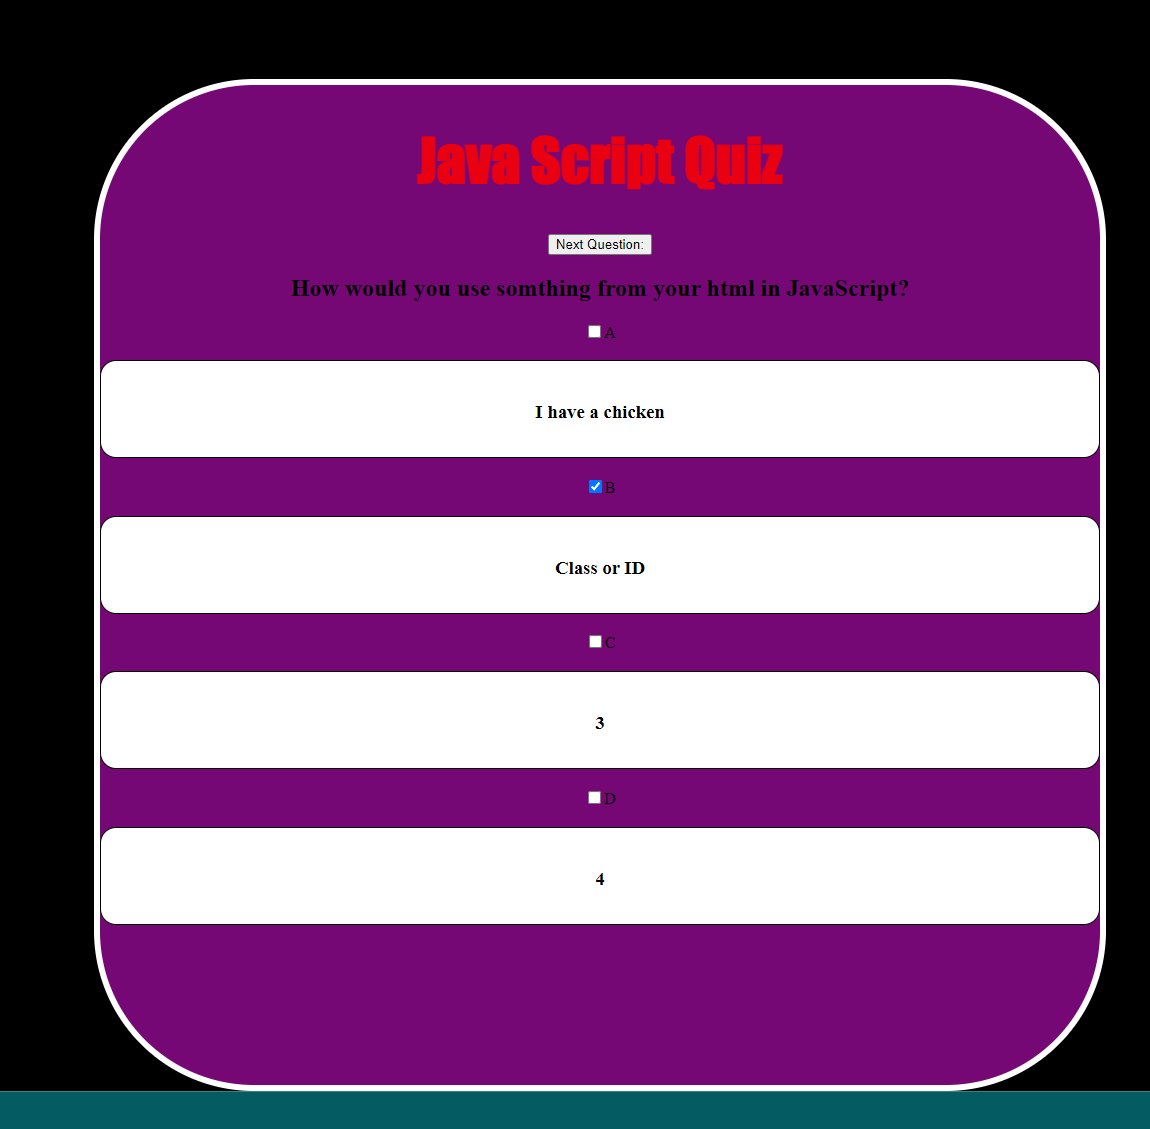 Java Script Quiz
Next Question:
How would you use somthing from your html in JavaScript?
A
I have a chicken
B
Class or ID
C
3
D
4